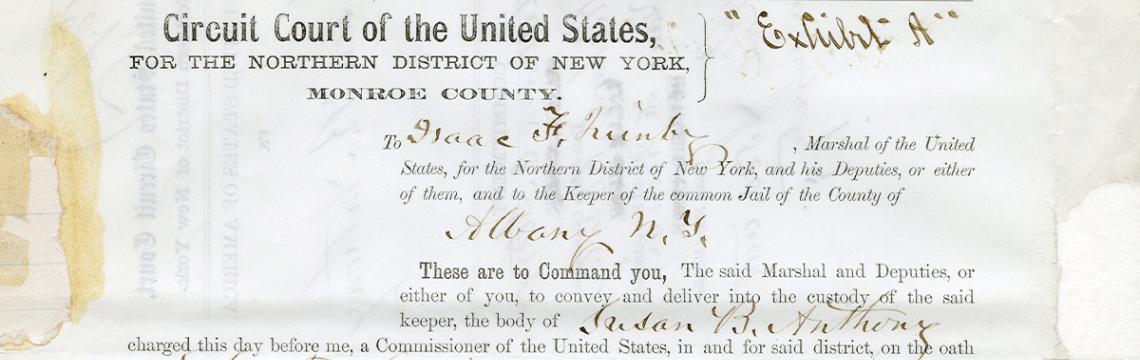 Circuit Court of the United States,
FOR THE NORTHERN DISTRICT OF NEW YORK,
MONROE COUNTY.
"Exhibit A"
To Isaac F. Quinby, Marshal of the United
States, for the Northern District of New York, and his Deputies, or either
of them, and to the Keeper of the common Jail of the County of
Albany N. Y.
These are to Command you, The said Marshal and Deputies, or
either of you, to convey and deliver into the custody of the said
keeper, the body of Susan B. Anthony
charged this day before me, a Commissioner of the United States, in and for said district, on the oath